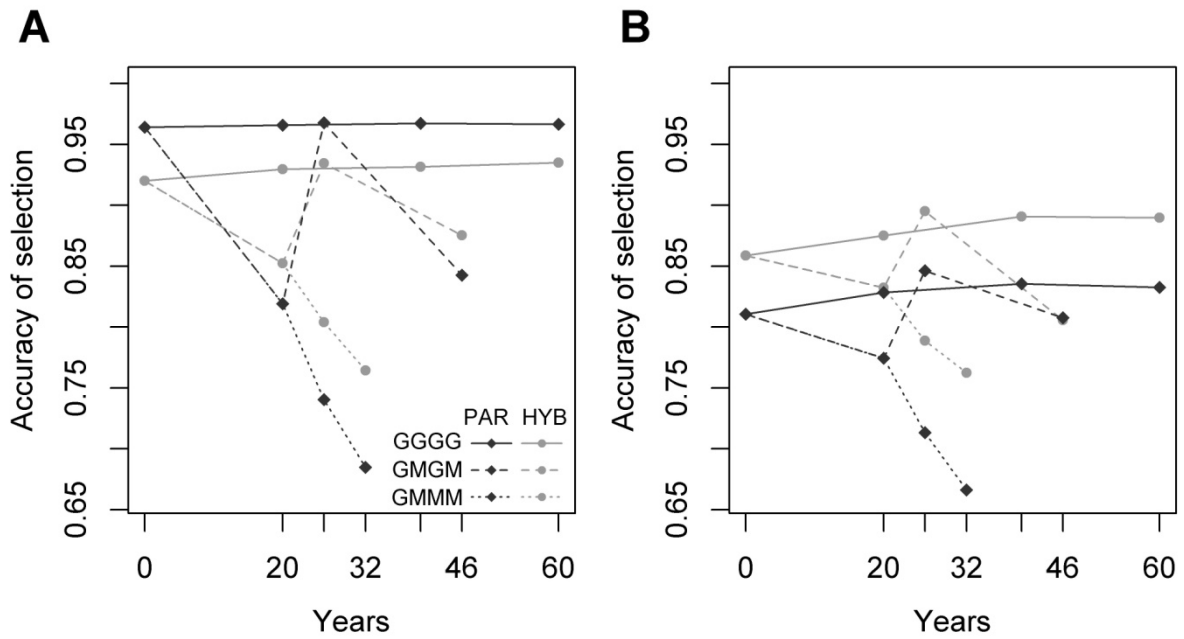 A
Accuracy of selection
0.95
0.85
0.75
0.65
PAR HYB
GGGG
GMGM
GMMM
0 20 32 46 60
Years
B
Accuracy of selection
0.95
0.85
0.75
0.65
0 20 32 46 60
Years